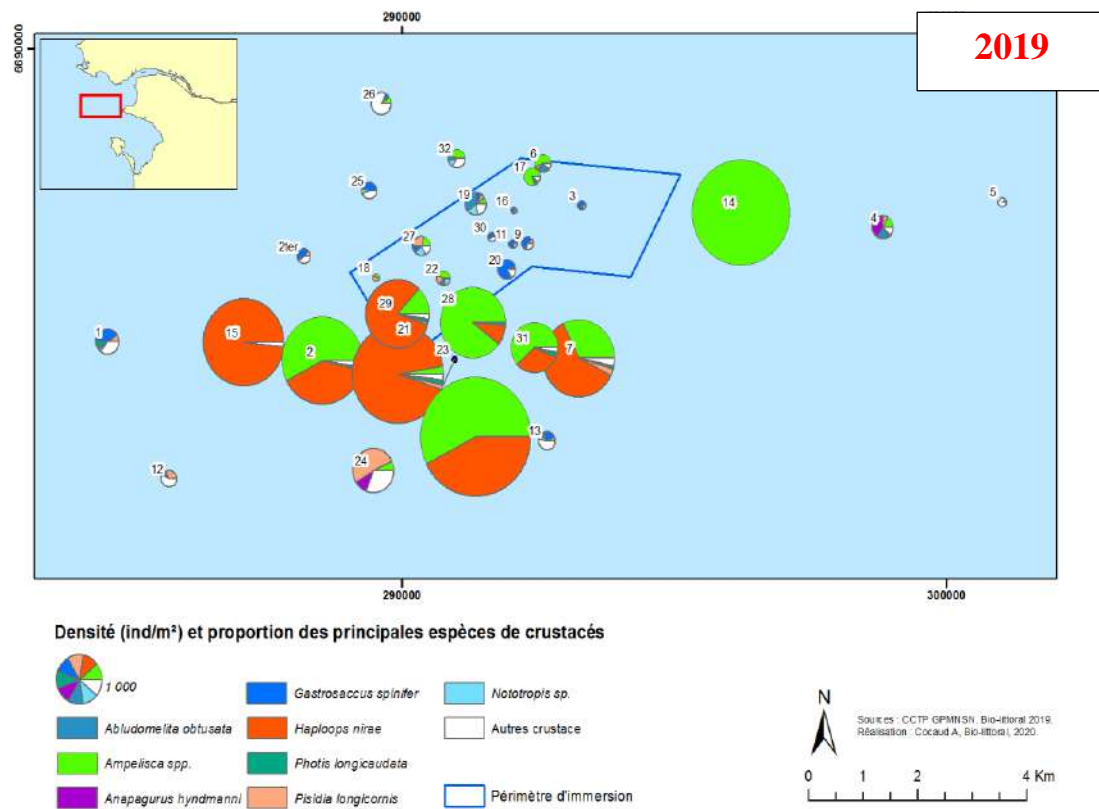 290000
2019
6690000
26
32
6
17
25
3
14
5
19
16
4
30
11
9
27
2ter
20
18
22
29
28
1
15
21
31
2
23
7
13
24
12
290000
300000
Densité (ind/m²) et proportion des principales espèces de crustacés
1 000
Gastrosaccus spinifer
Nototropis sp.
Abludomelita obtusata
Haploops nirae
Autres crustace
Ampelisca spp.
Photis longicaudata
Anapagurus hyndmanni
Pisidia longicornis
Périmètre d'immersion
N
Sources : CCTP GPMNSN, Bio-littoral 2019.
Réalisation : Cocaud A, Bio-littoral, 2020.
0 1 2 4 Km